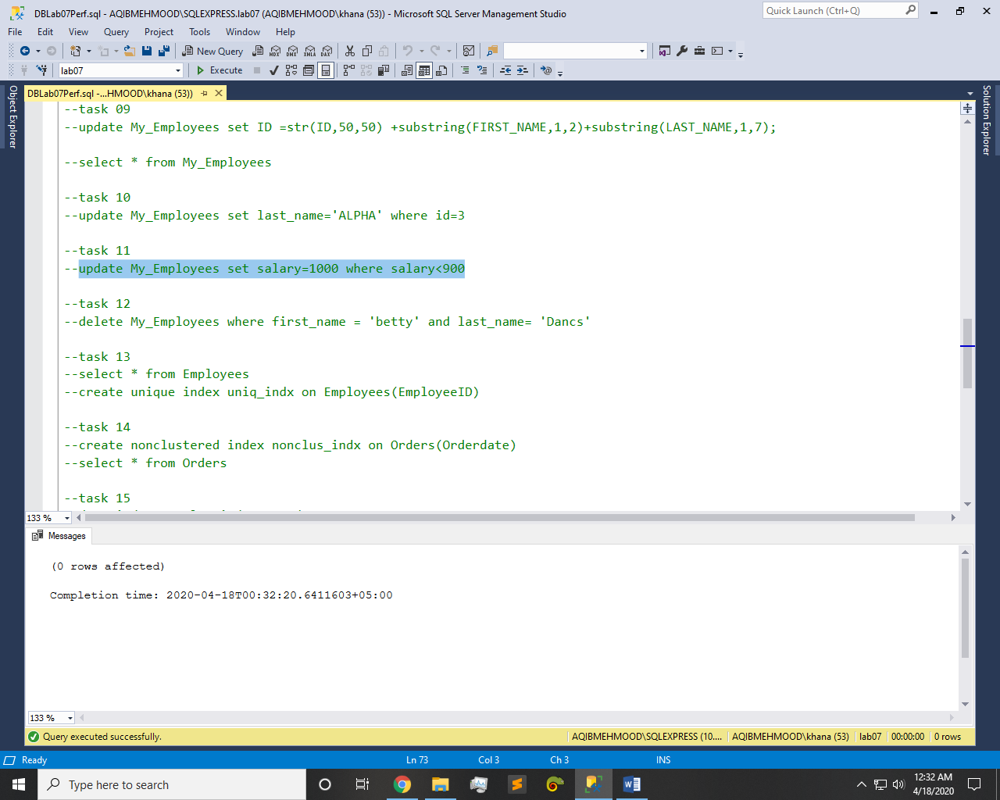 DBLab07Perf.sql - AQIBMEHMOOD\SQLEXPRESS.lab07 (AQIBMEHMOOD\khana (53)) - Microsoft SQL Server Management Studio
Quick Launch (Ctrl+Q)
File Edit View Query Project Tools Window Help
New Query
MDX DMX XMLA DAX
lab07
Execute
Object Explorer
DBLab07Perf.sql -...HMOOD\khana (53))
Solution Explorer
--task 09
--update My_Employees set ID =str(ID,50,50) +substring(FIRST_NAME,1,2)+substring(LAST_NAME,1,7);
--select * from My_Employees
--task 10
--update My_Employees set last_name='ALPHA' where id=3
--task 11
--update My_Employees set salary=1000 where salary<900
--task 12
--delete My_Employees where first_name = 'betty' and last_name= 'Dancs'
--task 13
--select * from Employees
--create unique index uniq_indx on Employees(EmployeeID)
--task 14
--create nonclustered index nonclus_indx on Orders(Orderdate)
--select * from Orders
--task 15
133 %
Messages
(0 rows affected)
Completion time: 2020-04-18T00:32:20.6411603+05:00
133 %
Query executed successfully.
AQIBMEHMOOD\SQLEXPRESS (10.... AQIBMEHMOOD\khana (53) lab07 00:00:00 0 rows
Ready
Ln 73 Col 3 Ch 3 INS
Type here to search
12:32 AM
4/18/2020